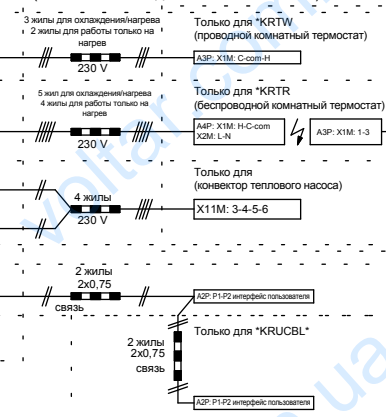 3 жилы для охлаждения/нагрева
2 жилы для работы только на
нагрев
230 V
Только для *KRTW
(проводной комнатный термостат)
A3P: X1M: C-com-H
5 жил для охлаждения/нагрева
4 жилы для работы только на
нагрев
230 V
Только для *KRTR
(беспроводной комнатный термостат)
A4P: X1M: H-C-com
X2M: L-N
A3P: X1M: 1-3
4 жилы
230 V
Только для
(конвектор теплового насоса)
X11M: 3-4-5-6
2 жилы
2x0,75
связь
A2P: P1-P2 интерфейс пользователя
Только для *KRUCBL*
2 жилы
2x0,75
связь
A2P: P1-P2 интерфейс пользователя
voltar.com.ua